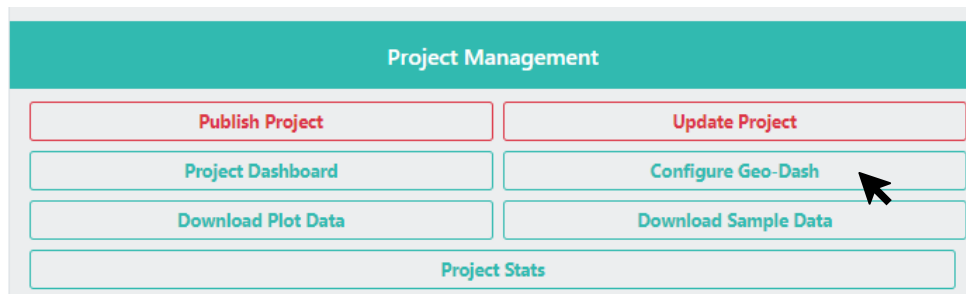 Project Management
Publish Project
Update Project
Project Dashboard
Configure Geo-Dash
Download Plot Data
Download Sample Data
Project Stats